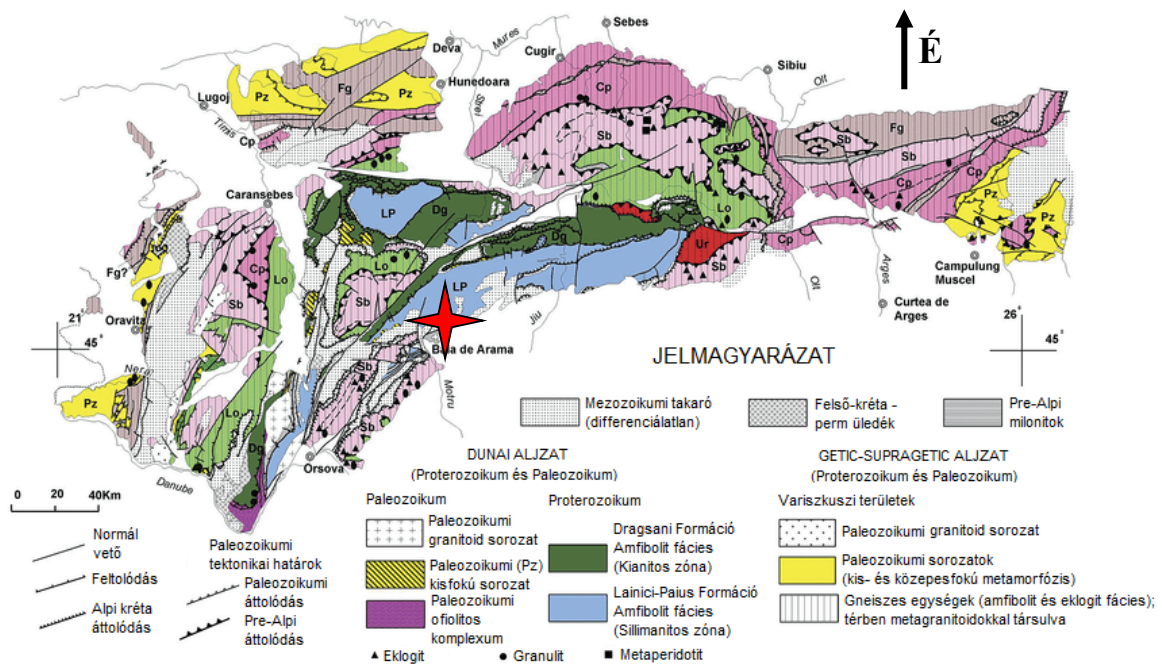 Sebes
Deva
Mureș
Cugir
É
Hunedoara
Sibiu
Olt
Pz
Fg
Pz
Strei
Cp
Lugoj
Timis
Cp
Sb
Fg
Sb
Sb
Caransebes
LP
Dg
Lo
Cp
Cp
Pz
Pz
Fg?
Cp
Lo
Sb
Lo
Sb
Dg
Ur
Sb
Cp
LP
Jiu
Olt
Arges
Campulung
Muscel
Curtea de
Arges
21°
45°
Oravita
Baia de Arama
26°
45°
Nera
Pz
Lo
Dg
Sb
Sb
Motru
Orsova
Danube
JELMAGYARÁZAT
Mezozoikumi takaró
(differenciálatlan)
Felső-kréta -
perm üledék
Pre-Alpi
milonitok
DUNAI ALJZAT
(Proterozoikum és Paleozoikum)
GETIC-SUPRAGETIC ALJZAT
(Proterozoikum és Paleozoikum)
0 20 40Km
Normál
vető
Feltolódás
Alpi kréta
áttolódás
Paleozoikumi
tektonikai határok
Paleozoikumi
áttolódás
Pre-Alpi
áttolódás
Paleozoikum
Paleozoikumi
granitoid sorozat
Paleozoikumi (Pz)
kisfokú sorozat
Paleozoikumi
ofiolitos
komplexum
Proterozoikum
Dragsani Formáció
Amfibolit fácies
(Kianitos zóna)
Lainici-Paius Formáció
Amfibolit fácies
(Sillimanitos zóna)
Variszkuszi területek
Paleozoikumi granitoid sorozat
Paleozoikumi sorozatok
(kis- és közepesfokú metamorfózis)
Gneiszes egységek (amfibolit és eklogit fácies);
térben metagranitoidokkal társulva
Eklogit
Granulit
Metaperidotit